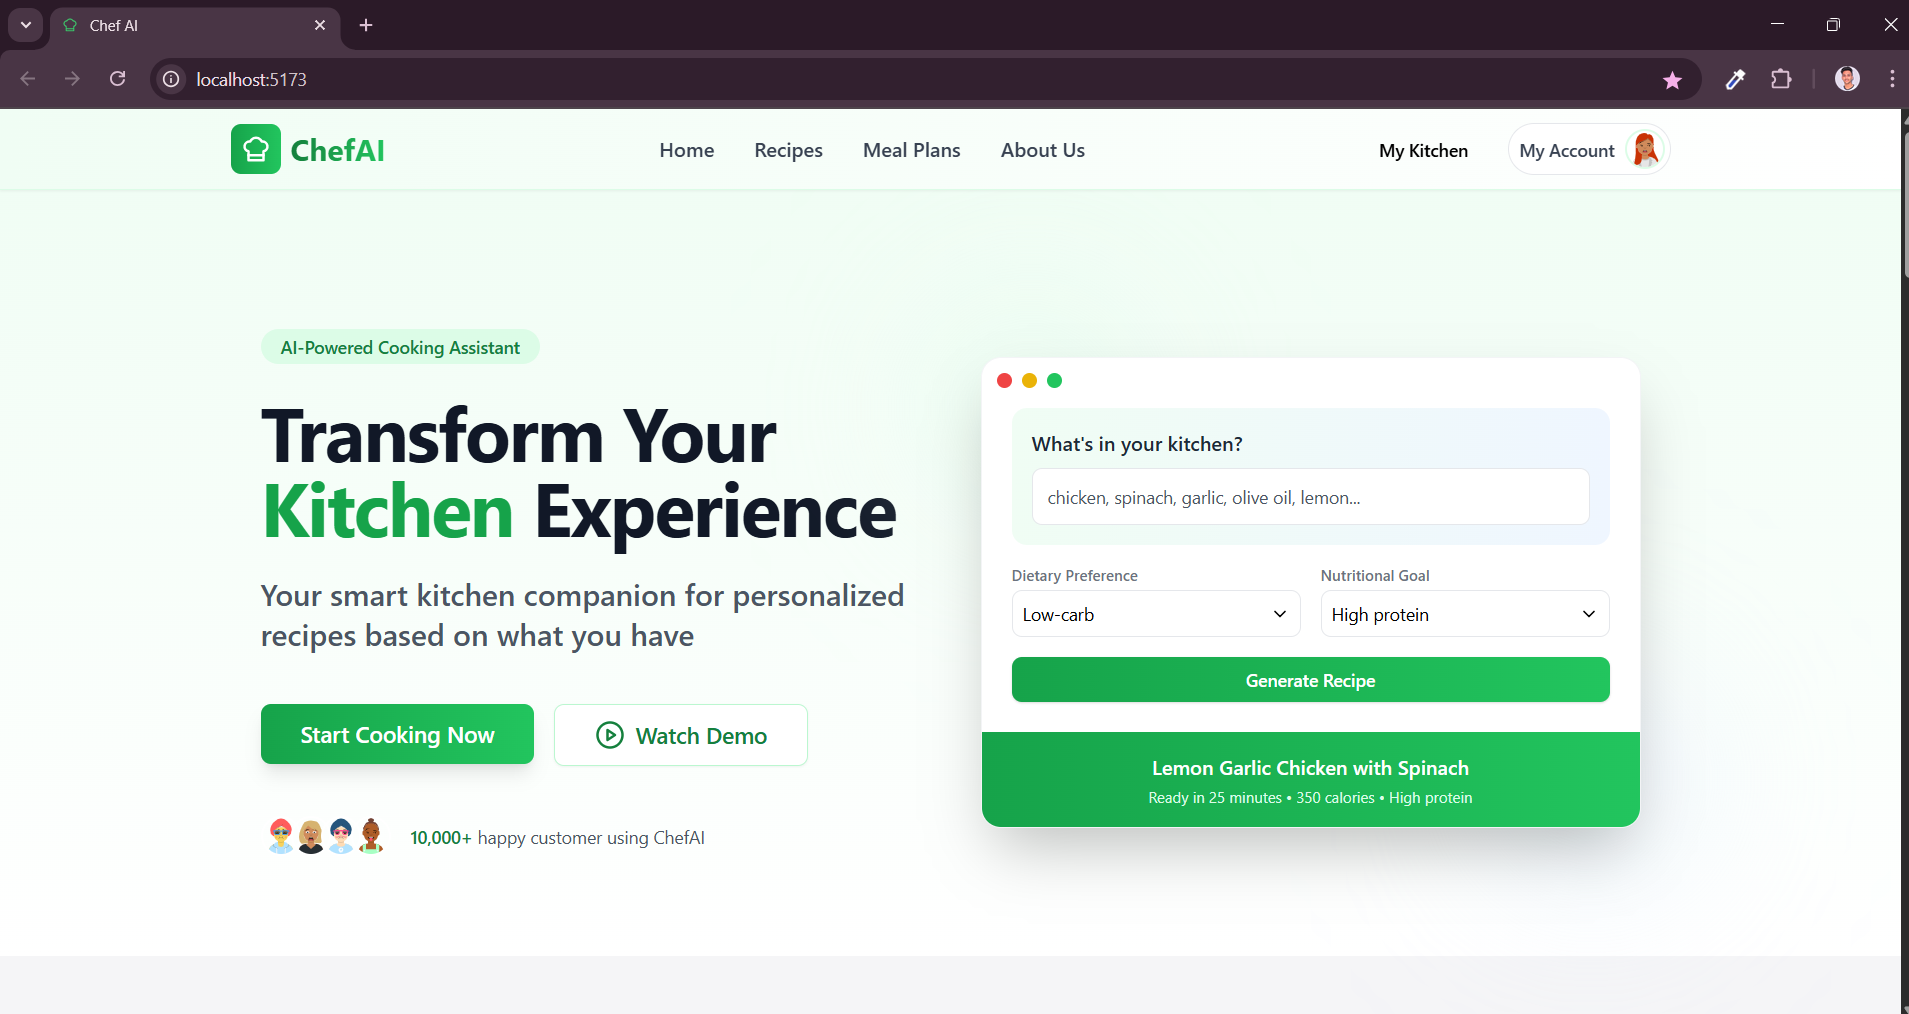 Chef AI
localhost:5173
ChefAI
Home
Recipes
Meal Plans
About Us
My Kitchen
My Account
AI-Powered Cooking Assistant
Transform Your
Kitchen Experience
Your smart kitchen companion for personalized
recipes based on what you have
Start Cooking Now
Watch Demo
10,000+ happy customer using ChefAI
What's in your kitchen?
chicken, spinach, garlic, olive oil, lemon...
Dietary Preference
Low-carb
Nutritional Goal
High protein
Generate Recipe
Lemon Garlic Chicken with Spinach
Ready in 25 minutes • 350 calories • High protein